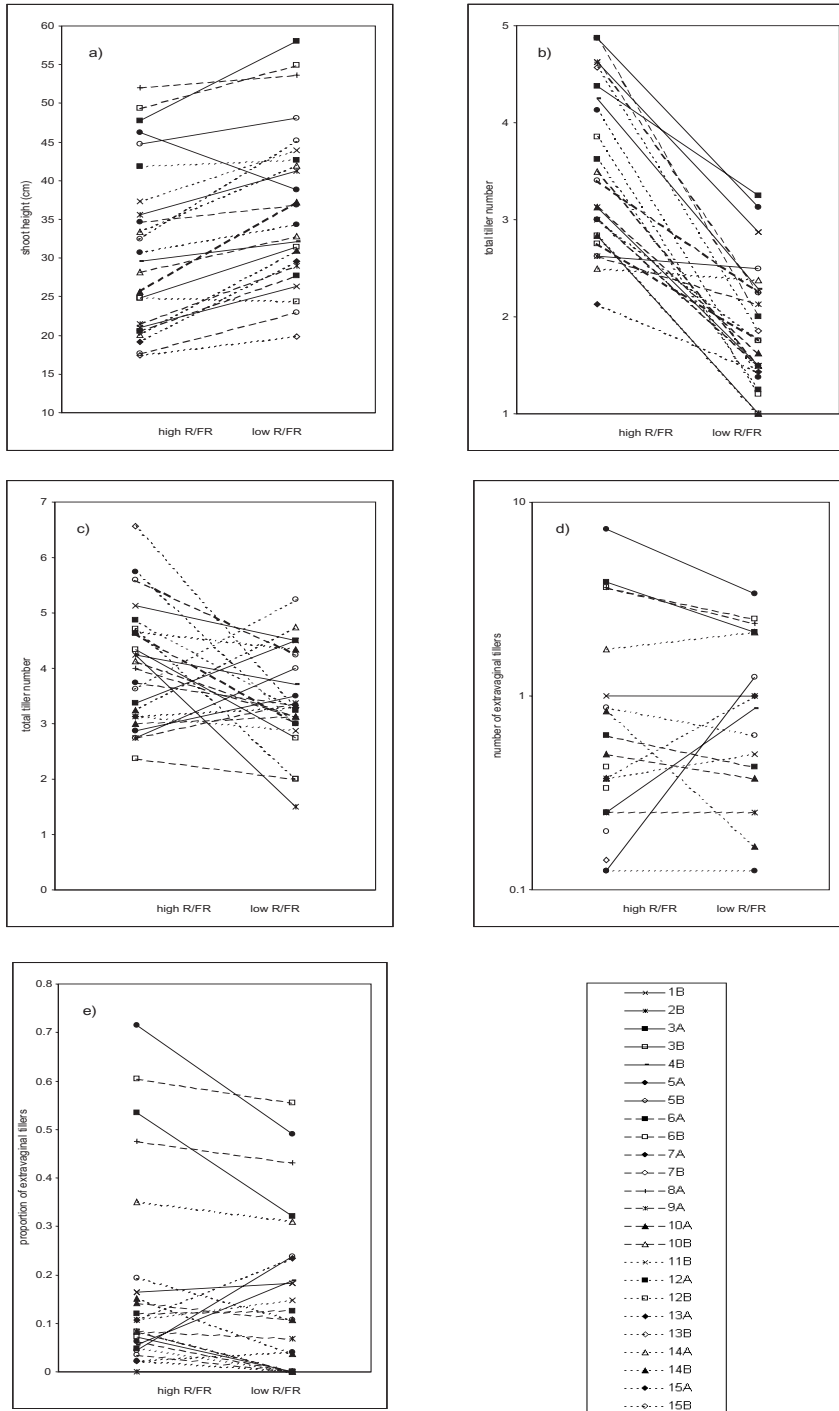 a)
60
55
50
45
40
35
30
25
20
15
10
shoot height (cm)
high R/FR low R/FR
b)
5
4
3
2
1
total tiller number
high R/FR low R/FR
c)
7
6
5
4
3
2
1
0
total tiller number
high R/FR low R/FR
d)
10
1
0.1
number of extravaginal tillers
high R/FR low R/FR
e)
0.8
0.7
0.6
0.5
0.4
0.3
0.2
0.1
0
proportion of extravaginal tillers
high R/FR low R/FR
1B
2B
3A
3B
4B
5A
5B
6A
6B
7A
7B
8A
9A
10A
10B
11B
12A
12B
13A
13B
14A
14B
15A
15B